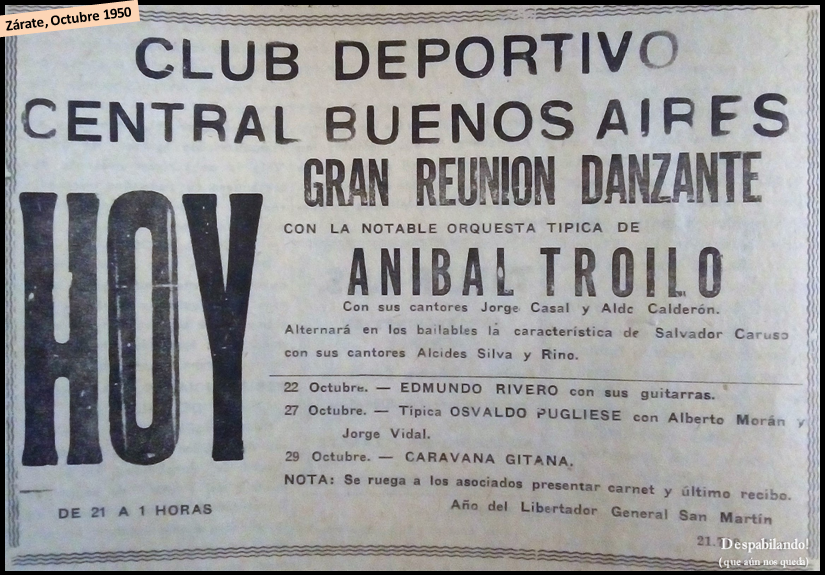 Zárate, Octubre 1950
CLUB DEPORTIVO
CENTRAL BUENOS AIRES
HOY
DE 21 A 1 HORAS
GRAN REUNION DANZANTE
CON LA NOTABLE ORQUESTA TIPICA DE
ANIBAL TROILO
Con sus cantores Jorge Casal y Aldo Calderón.
Alternará en los bailables la característica de Salvador Caruso
con sus cantores Alcides Silva y Rino.
22 Octubre. — EDMUNDO RIVERO con sus guitarras.
27 Octubre. — Típica OSVALDO PUGLIESE con Alberto Morán y
Jorge Vidal.
29 Octubre. — CARAVANA GITANA.
NOTA: Se ruega a los asociados presentar carnet y último recibo.
Año del Libertador General San Martín
Despabilando!
(que aún nos queda)